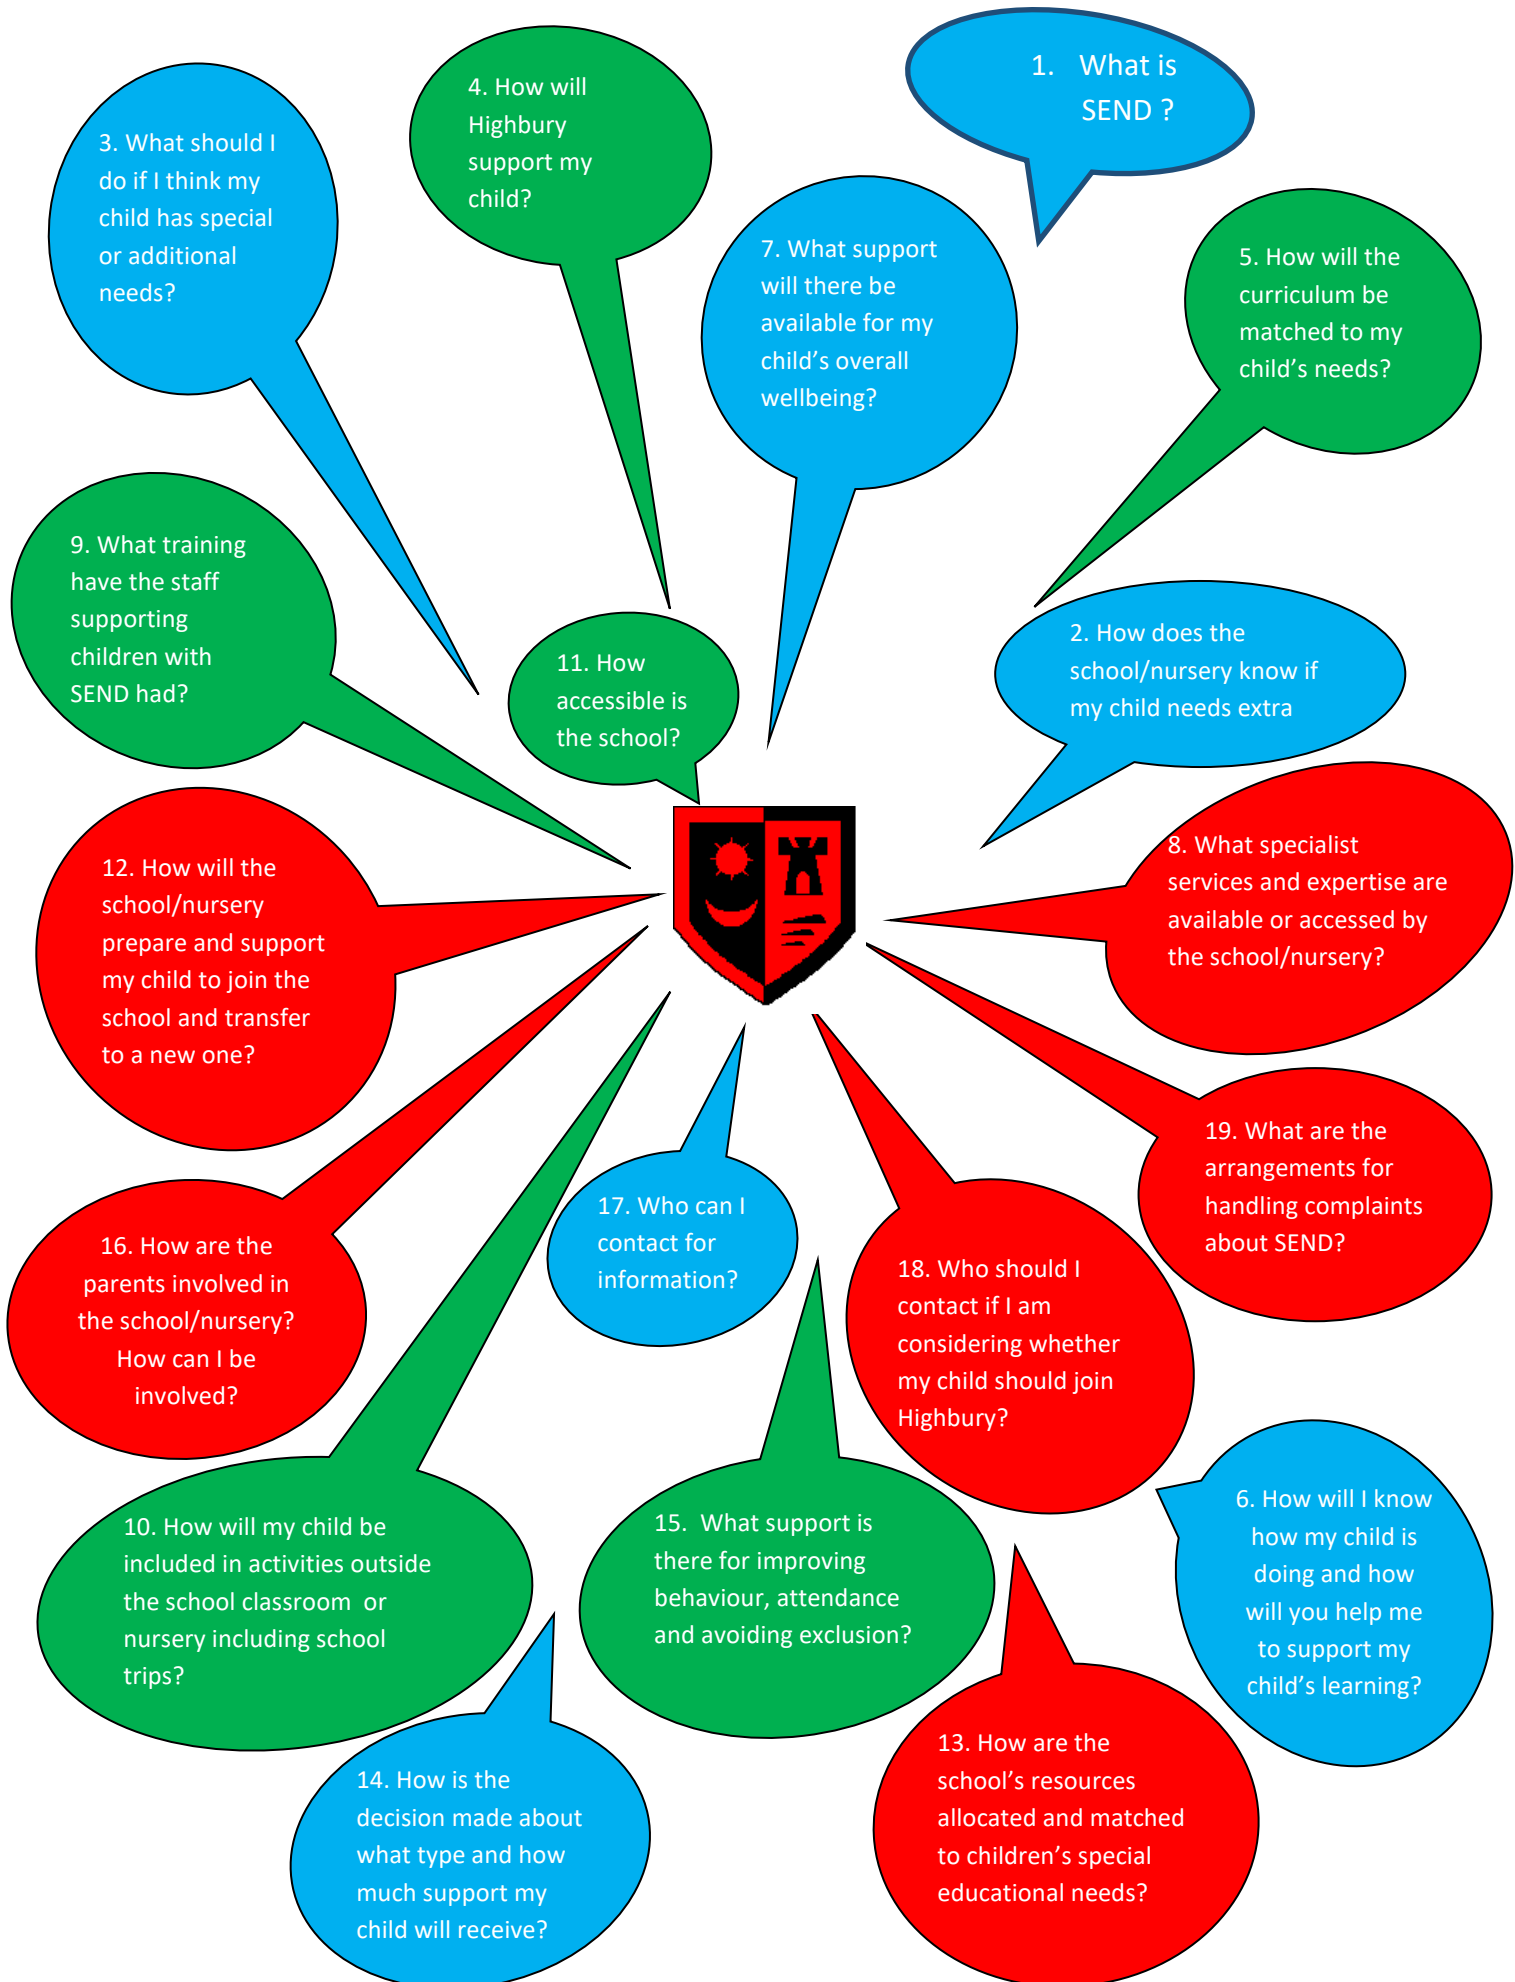 1. What is
SEND ?
4. How will
Highbury
support my
child?
3. What should I
do if I think my
child has special
or additional
needs?
7. What support
will there be
available for my
child’s overall
wellbeing?
5. How will the
curriculum be
matched to my
child’s needs?
9. What training
have the staff
supporting
children with
SEND had?
11. How
accessible is
the school?
2. How does the
school/nursery know if
my child needs extra
12. How will the
school/nursery
prepare and support
my child to join the
school and transfer
to a new one?
8. What specialist
services and expertise are
available or accessed by
the school/nursery?
19. What are the
arrangements for
handling complaints
about SEND?
16. How are the
parents involved in
the school/nursery?
How can I be
involved?
17. Who can I
contact for
information?
18. Who should I
contact if I am
considering whether
my child should join
Highbury?
10. How will my child be
included in activities outside
the school classroom or
nursery including school
trips?
15. What support is
there for improving
behaviour, attendance
and avoiding exclusion?
6. How will I know
how my child is
doing and how
will you help me
to support my
child’s learning?
14. How is the
decision made about
what type and how
much support my
child will receive?
13. How are the
school’s resources
allocated and matched
to children’s special
educational needs?